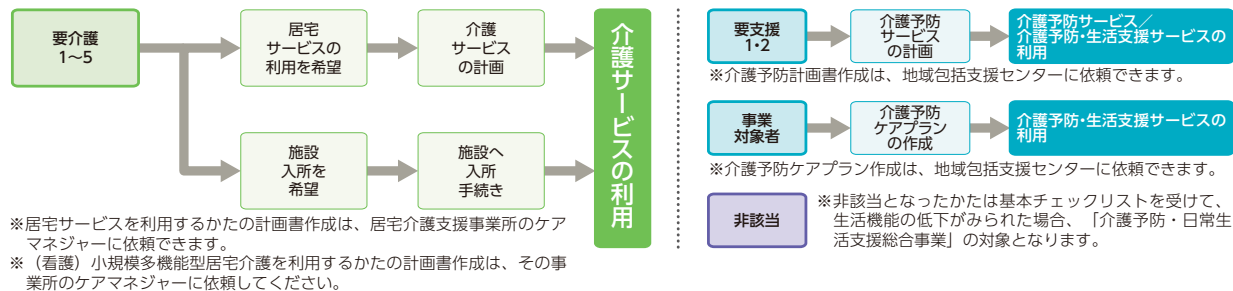 要介護
1～5
居宅
サービスの
利用を希望
介護
サービス
の計画
施設
入所を
希望
施設へ
入所
手続き
介護サービスの利用
※居宅サービスを利用するかたの計画書作成は、居宅介護支援事業所のケア
マネジャーに依頼できます。
※（看護）小規模多機能型居宅介護を利用するかたの計画書作成は、その事
業所のケアマネジャーに依頼してください。
要支援
1・2
介護予防
サービス
の計画
介護予防サービス／
介護予防・生活支援サービスの
利用
※介護予防計画書作成は、地域包括支援センターに依頼できます。
事業
対象者
介護予防
ケアプラン
の作成
介護予防・生活支援サービスの
利用
※介護予防ケアプラン作成は、地域包括支援センターに依頼できます。
非該当
※非該当となったかたは基本チェックリストを受けて、
生活機能の低下がみられた場合、「介護予防・日常生
活支援総合事業」の対象となります。